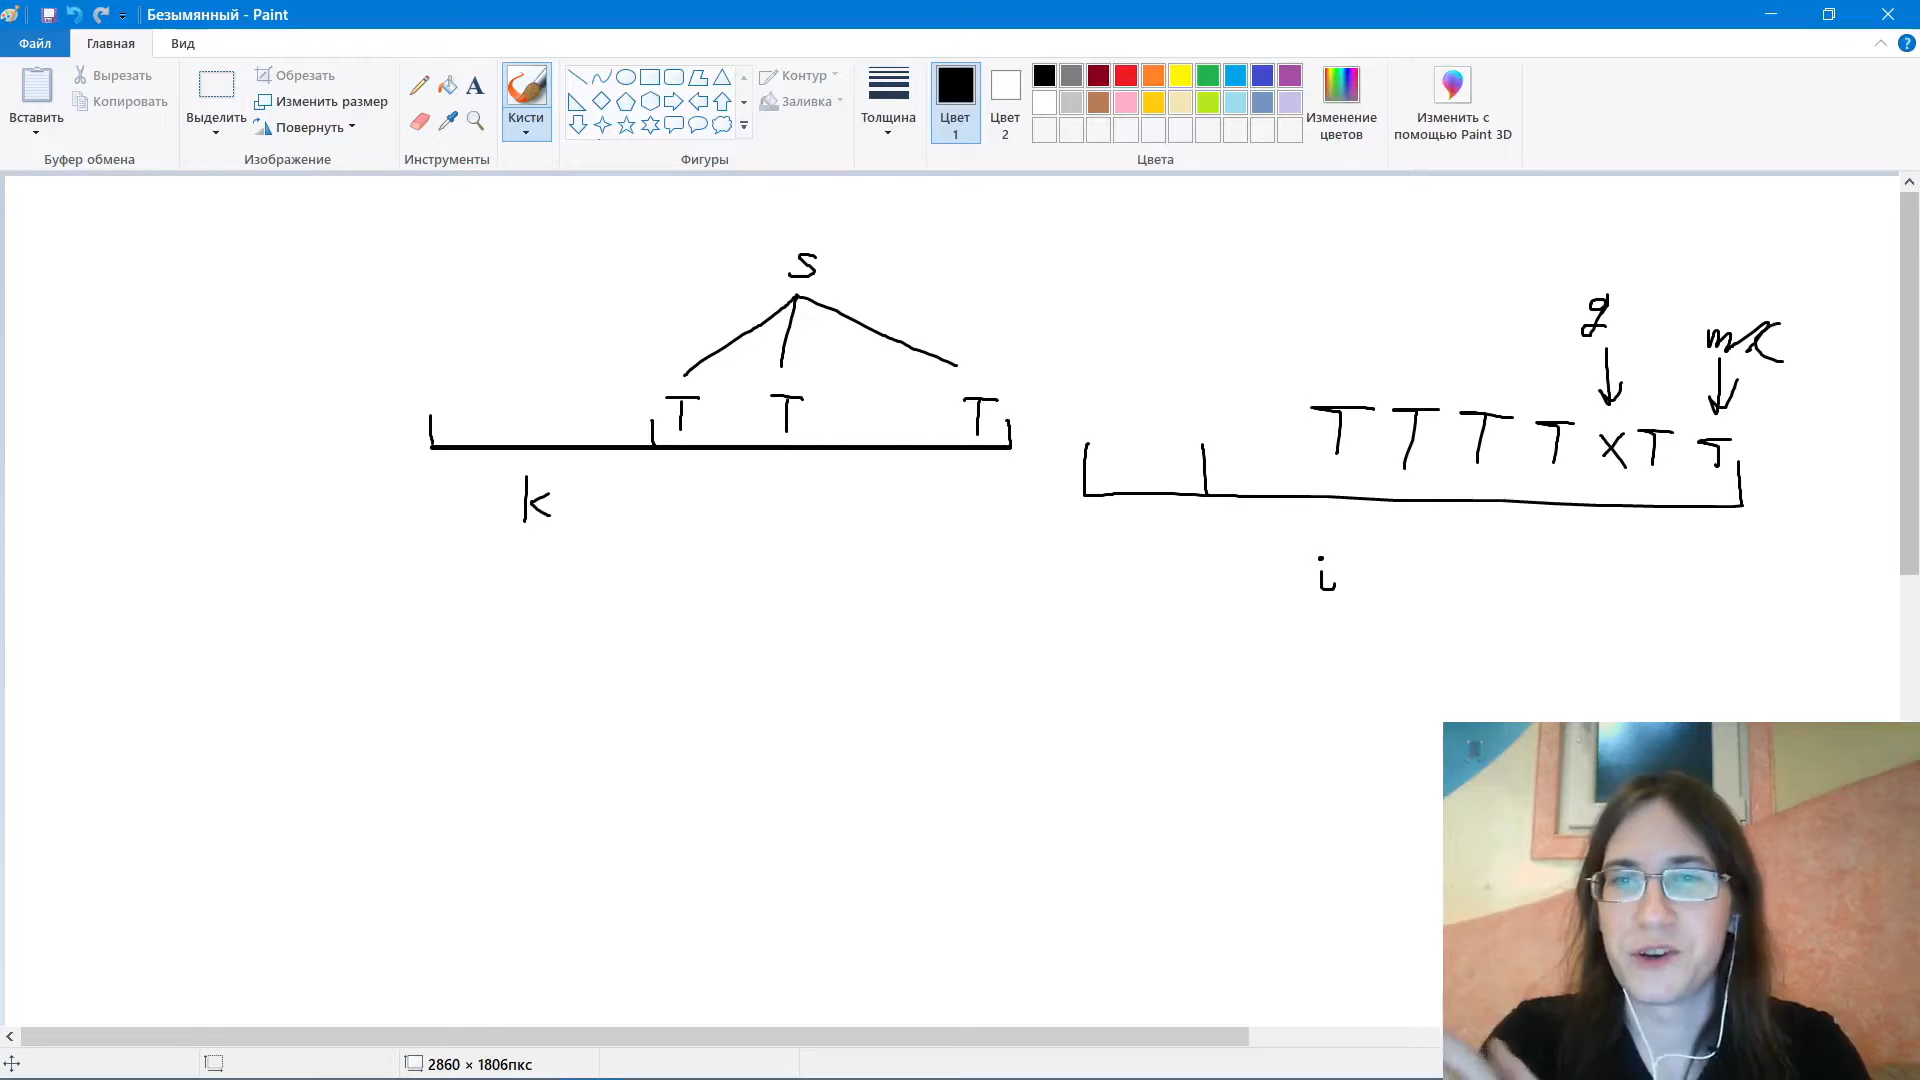 Безымянный - Paint
Файл
Главная
Вид
Вставить
Вырезать
Копировать
Буфер обмена
Выделить
Обрезать
Изменить размер
Повернуть
Изображение
A
Инструменты
Кисти
Контур
Заливка
Фигуры
Толщина
Цвет
1
Цвет
2
Изменение
цветов
Цвета
Изменить с
помощью Paint 3D
S
T T T
k
g
T T T T X T T
i
2860 × 1806пкс